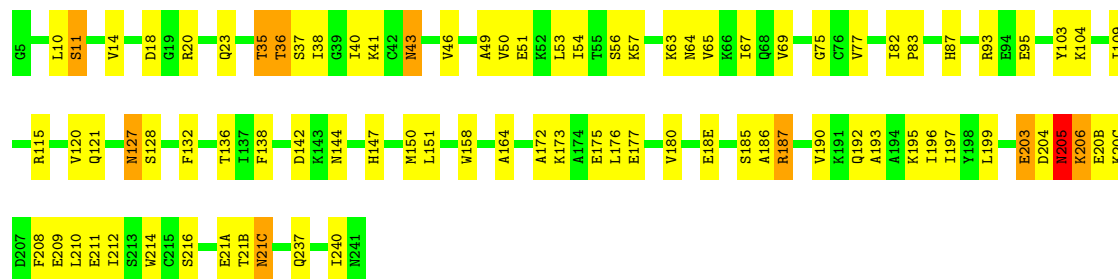 G5 L10 S11 V14 D18 G19 R20 Q23 T35 T36 S37 I38 G39 I40 K41 C42 N43 V46 A49 V50 E51 K52 L53 I54 T55 S56 K57 K63 N64 V65 K66 I67 Q68 V69 G75 C76 V77 I82 P83 H87 R93 E94 E95 Y103 K104 I109
R115 V120 Q121 N127 S128 F132 T136 I137 F138 D142 K143 N144 H147 M150 L151 W158 A164 A172 K173 A174 E175 L176 E177 V180 E18E S185 A186 R187 V190 K191 Q192 A193 A194 K195 I196 I197 Y198 L199 E203 D204 N205 K206 E20B K20C
D207 F208 E209 L210 E211 I212 S213 W214 C215 S216 E21A T21B N21C Q237 I240 N241